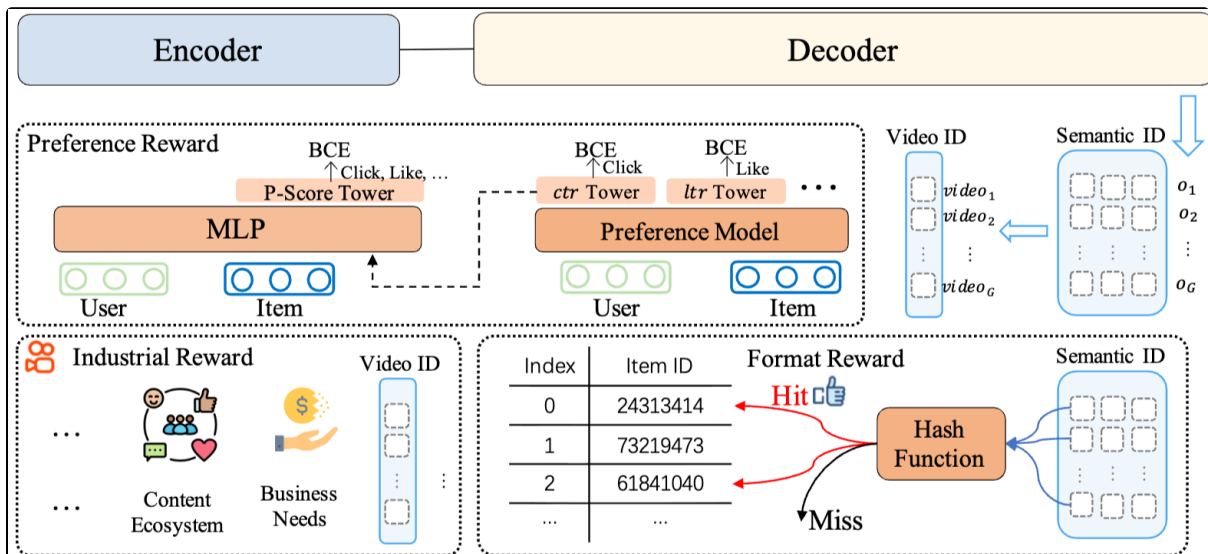 Encoder
Decoder
Preference Reward
BCE
Click, Like, ...
P-Score Tower
MLP
User
Item
BCE
Click
BCE
Like
ctr Tower
ltr Tower
...
Preference Model
User
Item
Video ID
video₁
video₂
⋮
⋮
video_G
Semantic ID
o₁
o₂
⋮
⋮
⋮
⋮
o_G
Industrial Reward
Video ID
...
...
Content
Ecosystem
$
Business
Needs
⋮
⋮
Format Reward
Index
Item ID
0
24313414
1
73219473
2
61841040
...
...
Hit
Miss
Hash
Function
Semantic ID
⋮
⋮
⋮